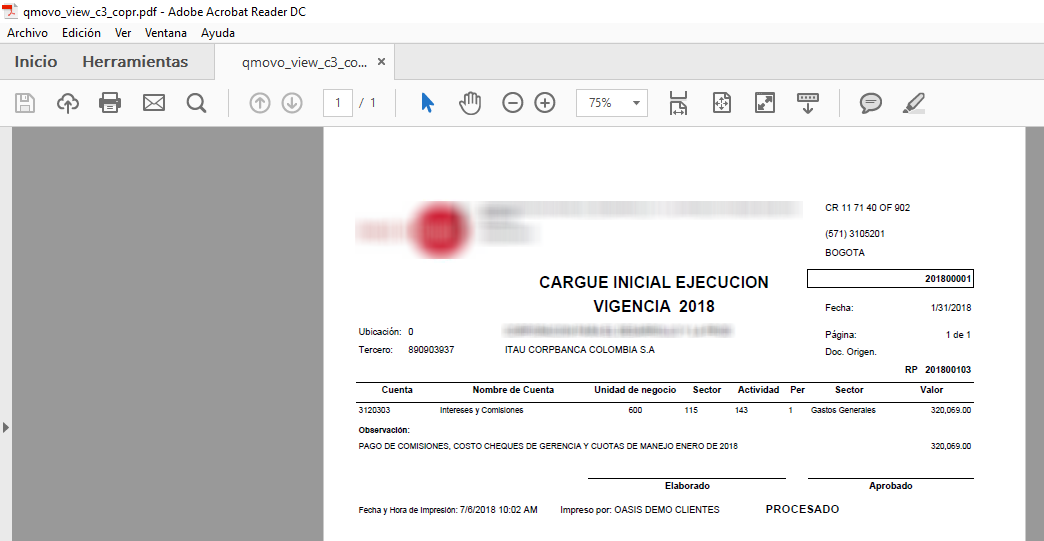 qmovo_view_c3_copr.pdf - Adobe Acrobat Reader DC
Archivo Edición Ver Ventana Ayuda
Inicio Herramientas qmovo_view_c3_co... ×
1 / 1 75%
CR 11 71 40 OF 902
(571) 3105201
BOGOTA
CARGUE INICIAL EJECUCION
VIGENCIA 2018
201800001
Fecha: 1/31/2018
Ubicación: 0
Página: 1 de 1
Tercero: 890903937 ITAU CORPBANCA COLOMBIA S.A
Doc. Origen.
RP 201800103
Cuenta Nombre de Cuenta Unidad de negocio Sector Actividad Per Sector Valor
3120303 Intereses y Comisiones 600 115 143 1 Gastos Generales 320,069.00
Observación:
PAGO DE COMISIONES, COSTO CHEQUES DE GERENCIA Y CUOTAS DE MANEJO ENERO DE 2018 320,069.00
Elaborado Aprobado
Fecha y Hora de Impresión: 7/6/2018 10:02 AM Impreso por: OASIS DEMO CLIENTES PROCESADO